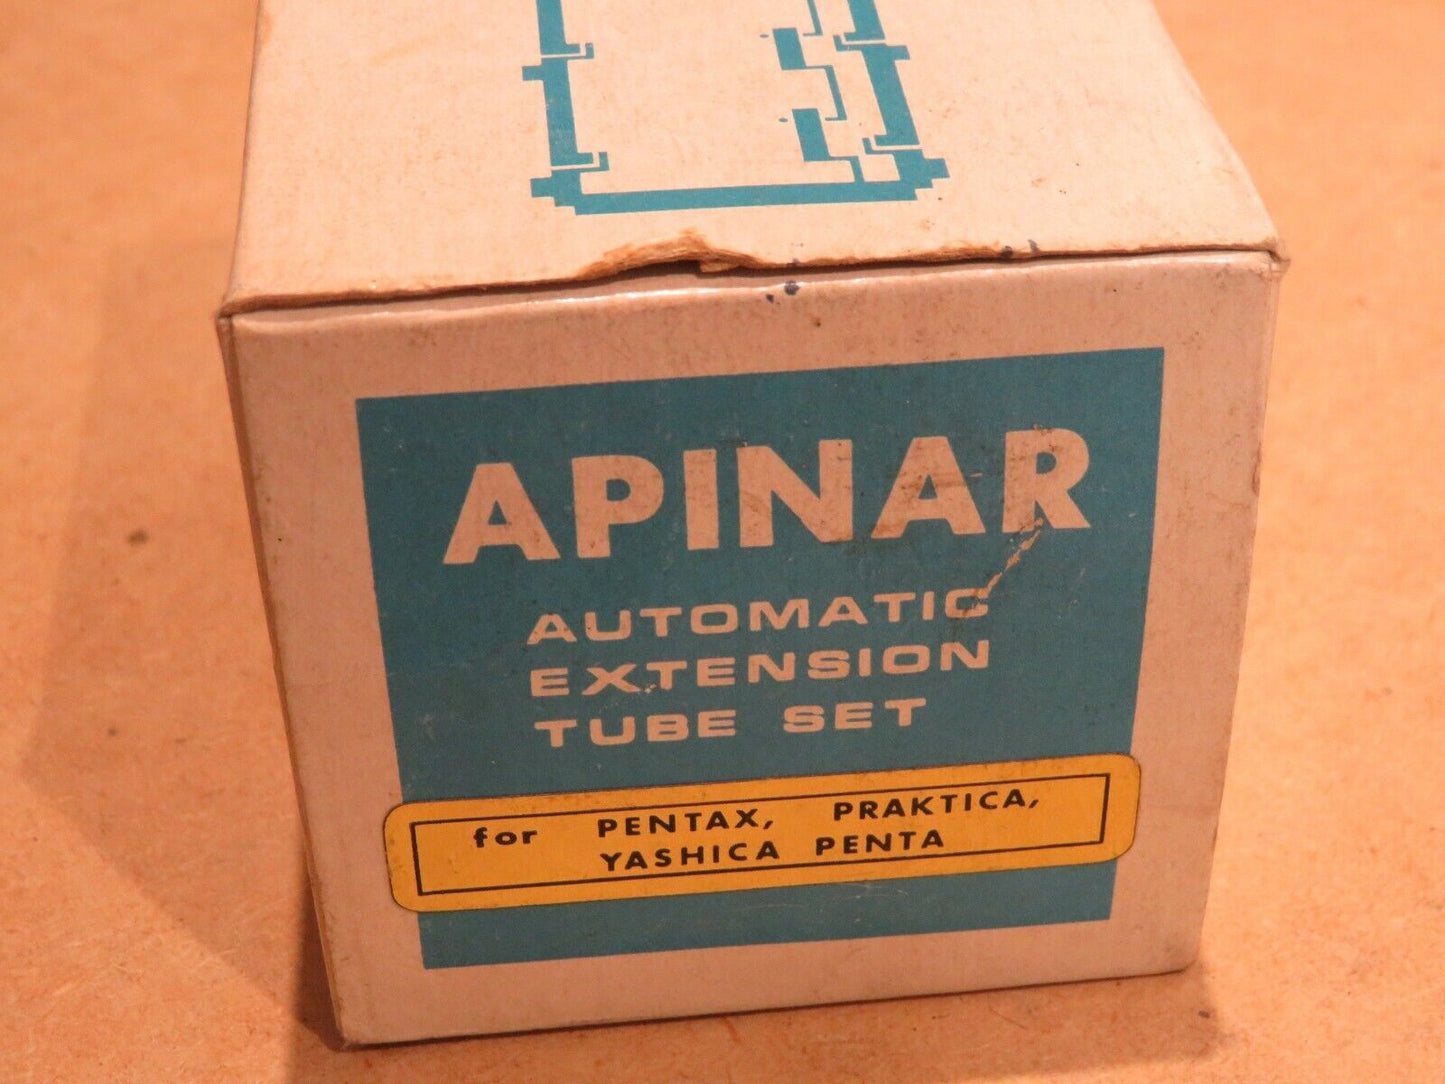 APINAR
AUTOMATIC
EXTENSION
TUBE SET
for PENTAX, PRAKTICA,
YASHICA PENTA